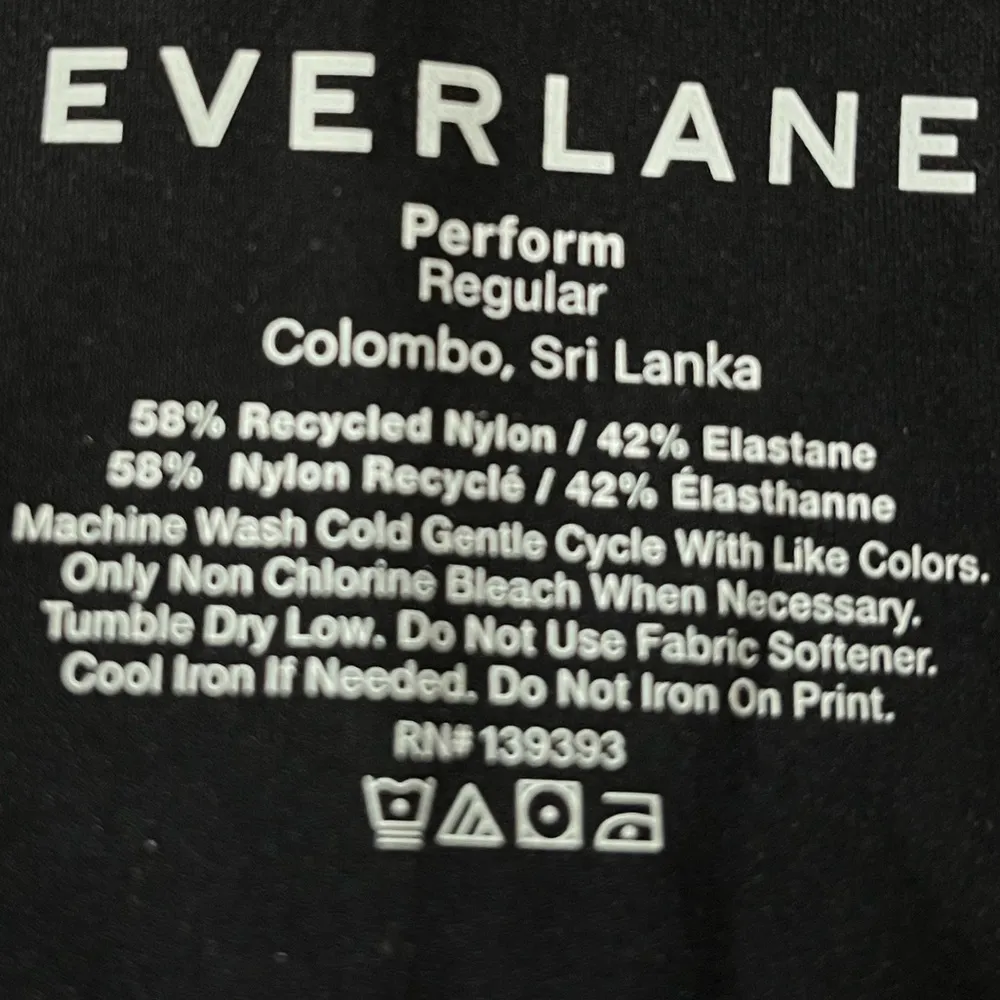 EVERLANE
Perform
Regular
Colombo, Sri Lanka
58% Recycled Nylon / 42% Elastane
58% Nylon Recyclé / 42% Élasthanne
Machine Wash Cold Gentle Cycle With Like Colors.
Only Non Chlorine Bleach When Necessary.
Tumble Dry Low. Do Not Use Fabric Softener.
Cool Iron If Needed. Do Not Iron On Print.
RN# 139393